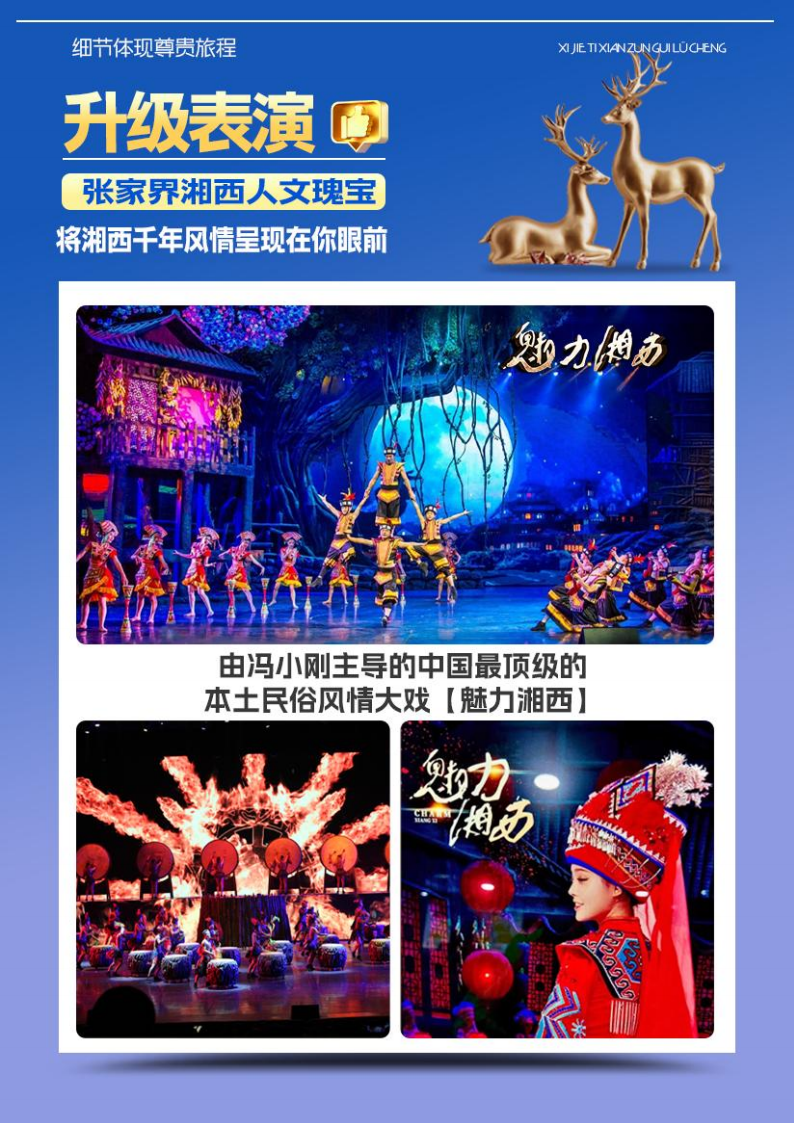 细节体现尊贵旅程
XI JIE TI XIAN ZUN GUI LÜ CHENG
升级表演
张家界湘西人文瑰宝
将湘西千年风情呈现在你眼前
魅力湘西
由冯小刚主导的中国最顶级的
本土民俗风情大戏【魅力湘西】
魅力
CHARM
XIANG XI
湘西